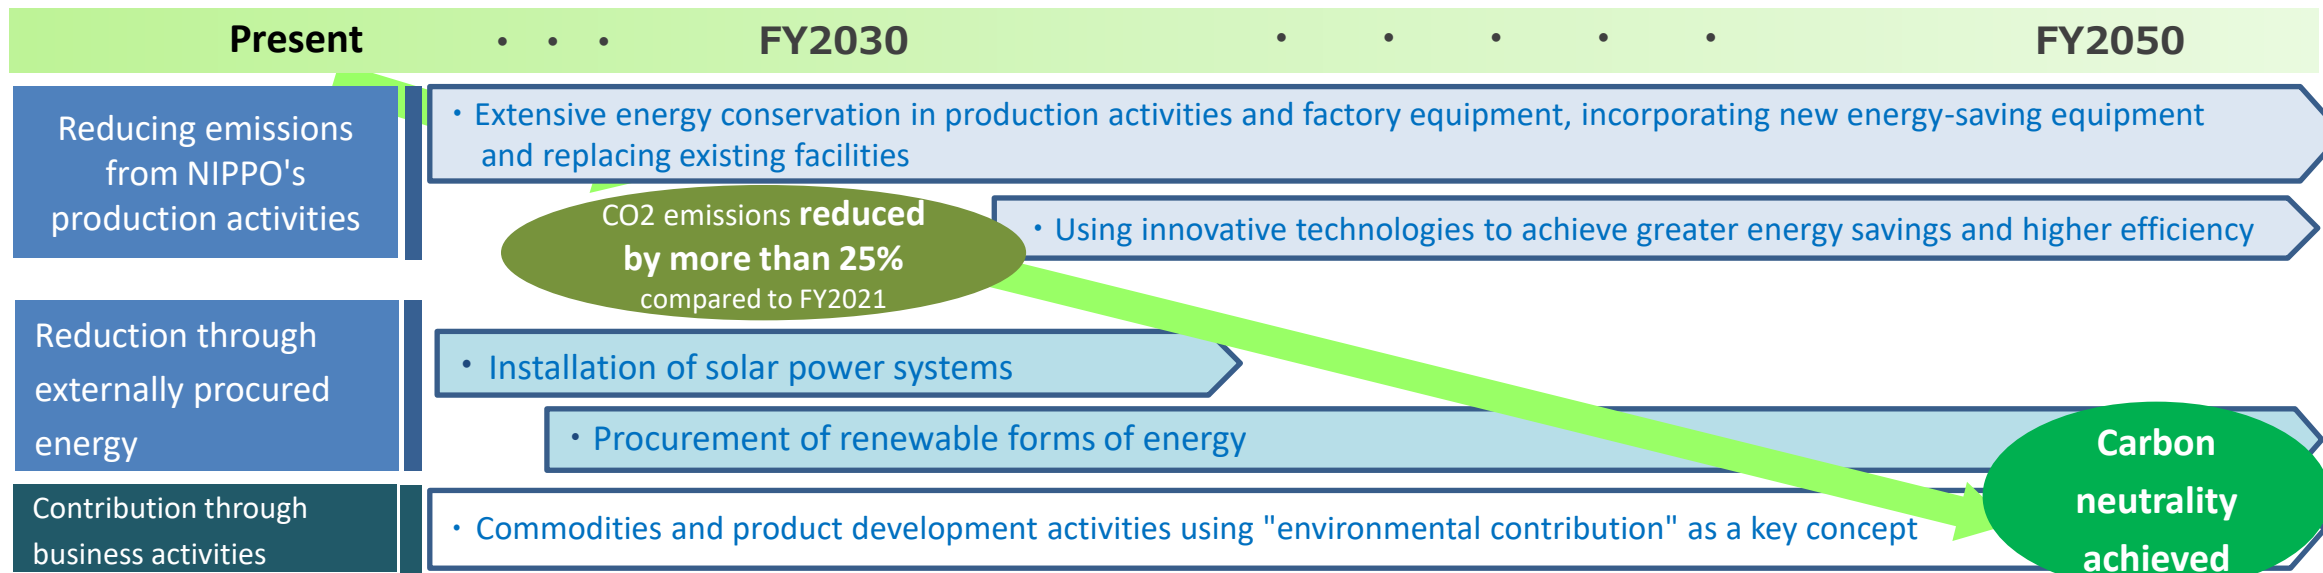 Present ・・・ FY2030 ・ ・ ・ ・ ・ FY2050
Reducing emissions
from NIPPO's
production activities
・Extensive energy conservation in production activities and factory equipment, incorporating new energy-saving equipment
and replacing existing facilities
CO2 emissions reduced
by more than 25%
compared to FY2021
・Using innovative technologies to achieve greater energy savings and higher efficiency
Reduction through
externally procured
energy
・Installation of solar power systems
・Procurement of renewable forms of energy
Contribution through
business activities
・Commodities and product development activities using "environmental contribution" as a key concept
Carbon
neutrality
achieved